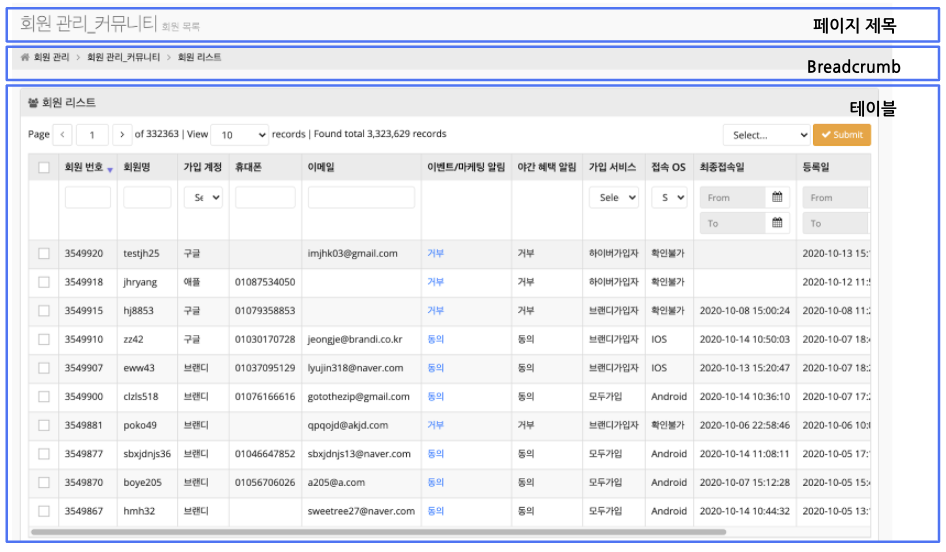 회원 관리_커뮤니티 회원 목록 페이지 제목
회원 관리 > 회원 관리_커뮤니티 > 회원 리스트 Breadcrumb
회원 리스트 테이블
Page < 1 > of 332363 | View 10 records | Found total 3,323,629 records Select... Submit
회원 번호 회원명 가입 계정 휴대폰 이메일 이벤트/마케팅 알림 야간 혜택 알림 가입 서비스 접속 OS 최종접속일 등록일
Se Sele S From From
To To
3549920 testjh25 구글 imjhk03@gmail.com 거부 거부 하이버가입자 확인불가 2020-10-13 15:
3549918 jhryang 애플 01087534050 거부 거부 하이버가입자 확인불가 2020-10-12 11:
3549915 hj8853 구글 01079358853 거부 거부 브랜디가입자 확인불가 2020-10-08 15:00:24 2020-10-08 11:
3549910 zz42 구글 01030170728 jeongje@brandi.co.kr 동의 동의 브랜디가입자 IOS 2020-10-14 10:50:03 2020-10-07 18:
3549907 eww43 브랜디 01037095129 lyujin318@naver.com 동의 동의 브랜디가입자 IOS 2020-10-13 15:20:47 2020-10-07 18:
3549900 clzls518 브랜디 01076166616 gotothezip@gmail.com 동의 동의 모두가입 Android 2020-10-14 10:36:10 2020-10-07 17:
3549881 poko49 브랜디 qpqojd@akjd.com 거부 거부 브랜디가입자 확인불가 2020-10-06 22:58:46 2020-10-06 10:
3549877 sbxjdnjs36 브랜디 01046647852 sbxjdnjs13@naver.com 동의 동의 모두가입 Android 2020-10-14 11:08:11 2020-10-05 17:
3549870 boye205 브랜디 01056706026 a205@a.com 동의 동의 모두가입 Android 2020-10-07 15:12:28 2020-10-05 15:
3549867 hmh32 브랜디 sweetree27@naver.com 동의 동의 모두가입 Android 2020-10-14 10:44:32 2020-10-05 13: